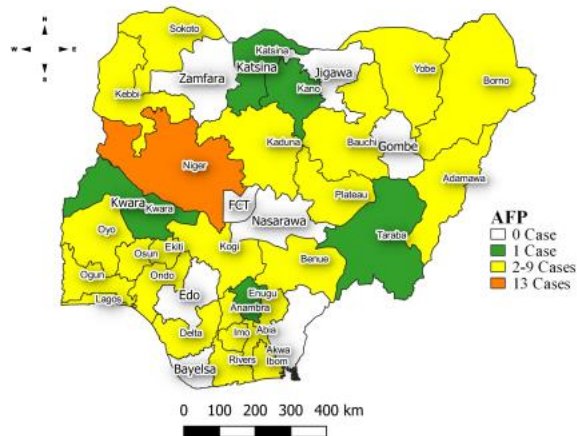 N
W E
S
Sokoto
Katsina
Zamfara
Katsina
Jigawa
Yobe
Borno
Kebbi
Kano
Kaduna
Bauchi
Gombe
Niger
Adamawa
Plateau
Kwara
FCT
Kwara
Nasarawa
Taraba
Oyo
Ekiti
Kogi
Osun
Benue
Ogun
Ondo
Edo
Enugu
Lagos
Anambra
Delta
Imo
Abia
Akwa
Bayelsa
Rivers
Ibom
AFP
0 Case
1 Case
2-9 Cases
13 Cases
0 100 200 300 400 km